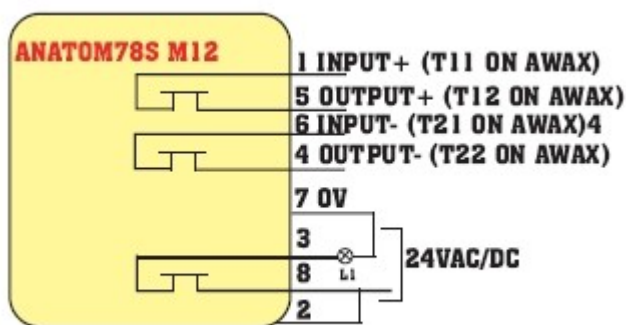 ANATOM78S M12
1 INPUT+ (T11 ON AWAX)
5 OUTPUT+ (T12 ON AWAX)
6 INPUT- (T21 ON AWAX)4
4 OUTPUT- (T22 ON AWAX)
7 0V
3
L1
24VAC/DC
8
2